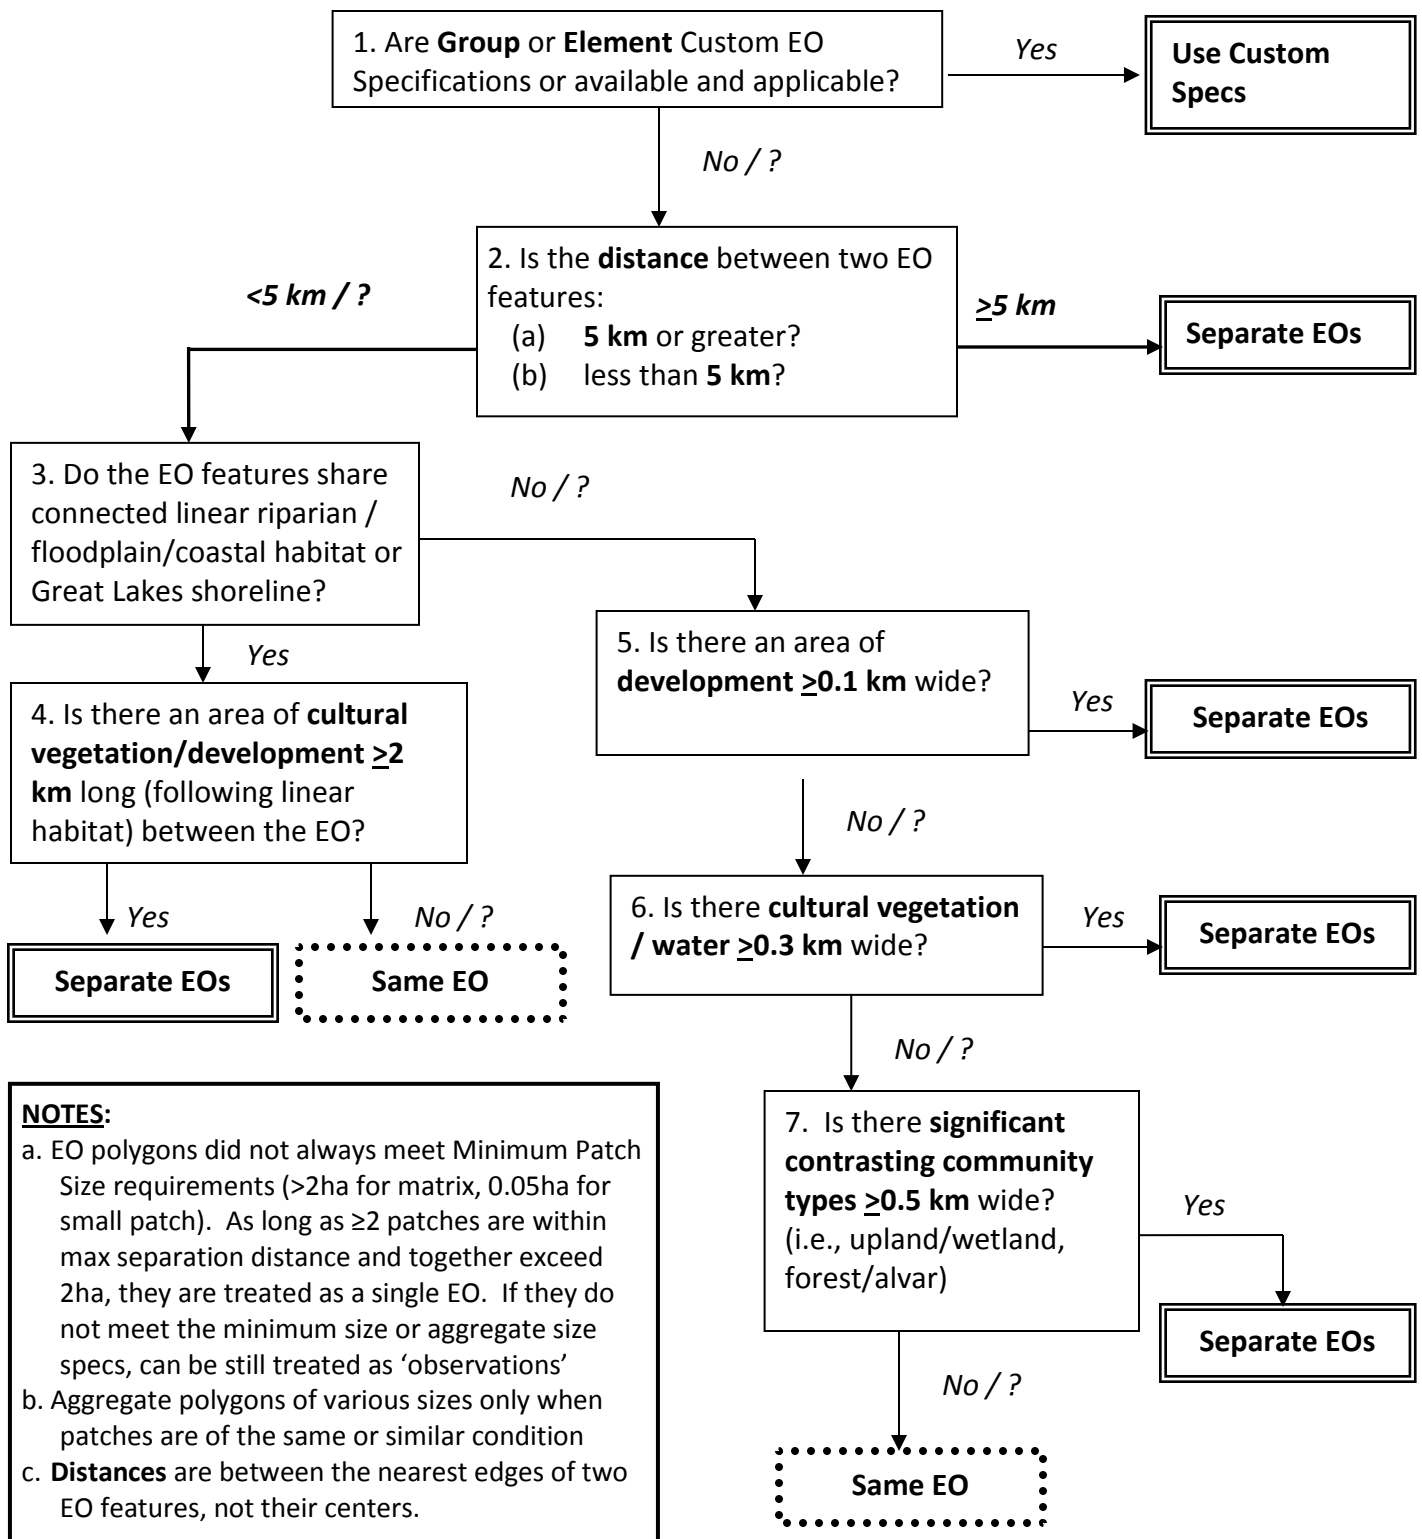 1. Are Group or Element Custom EO
Specifications or available and applicable?
Yes
Use Custom
Specs
No / ?
2. Is the distance between two EO
features:
(a) 5 km or greater?
(b) less than 5 km?
<5 km / ?
≥5 km
Separate EOs
3. Do the EO features share
connected linear riparian /
floodplain/coastal habitat or
Great Lakes shoreline?
No / ?
Yes
4. Is there an area of cultural
vegetation/development ≥2
km long (following linear
habitat) between the EO?
Yes
No / ?
Separate EOs
Same EO
5. Is there an area of
development ≥0.1 km wide?
Yes
Separate EOs
No / ?
6. Is there cultural vegetation
/ water ≥0.3 km wide?
Yes
Separate EOs
No / ?
7. Is there significant
contrasting community
types ≥0.5 km wide?
(i.e., upland/wetland,
forest/alvar)
Yes
Separate EOs
No / ?
Same EO
NOTES:
a. EO polygons did not always meet Minimum Patch
Size requirements (>2ha for matrix, 0.05ha for
small patch). As long as ≥2 patches are within
max separation distance and together exceed
2ha, they are treated as a single EO. If they do
not meet the minimum size or aggregate size
specs, can be still treated as ‘observations’
b. Aggregate polygons of various sizes only when
patches are of the same or similar condition
c. Distances are between the nearest edges of two
EO features, not their centers.